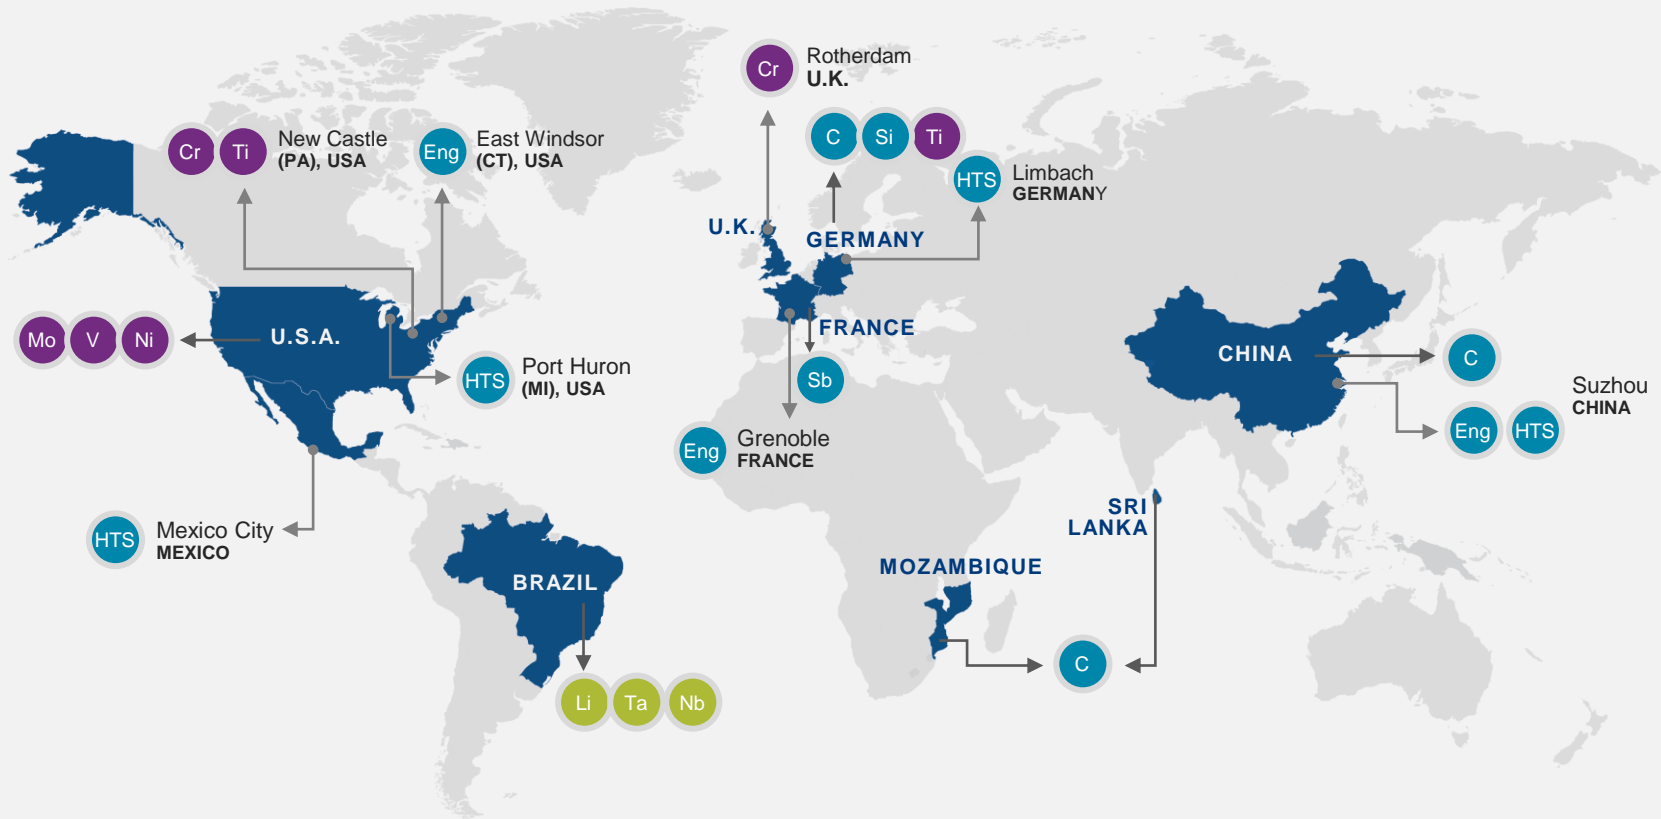 Cr
Rotherdam
U.K.
Cr Ti
New Castle
(PA), USA
Eng
East Windsor
(CT), USA
C Si Ti
HTS
Limbach
GERMANY
U.K.
GERMANY
Mo V Ni
U.S.A.
FRANCE
CHINA
C
HTS
Port Huron
(MI), USA
Sb
Suzhou
CHINA
Eng HTS
Eng
Grenoble
FRANCE
SRI
LANKA
HTS
Mexico City
MEXICO
BRAZIL
MOZAMBIQUE
C
Li Ta Nb